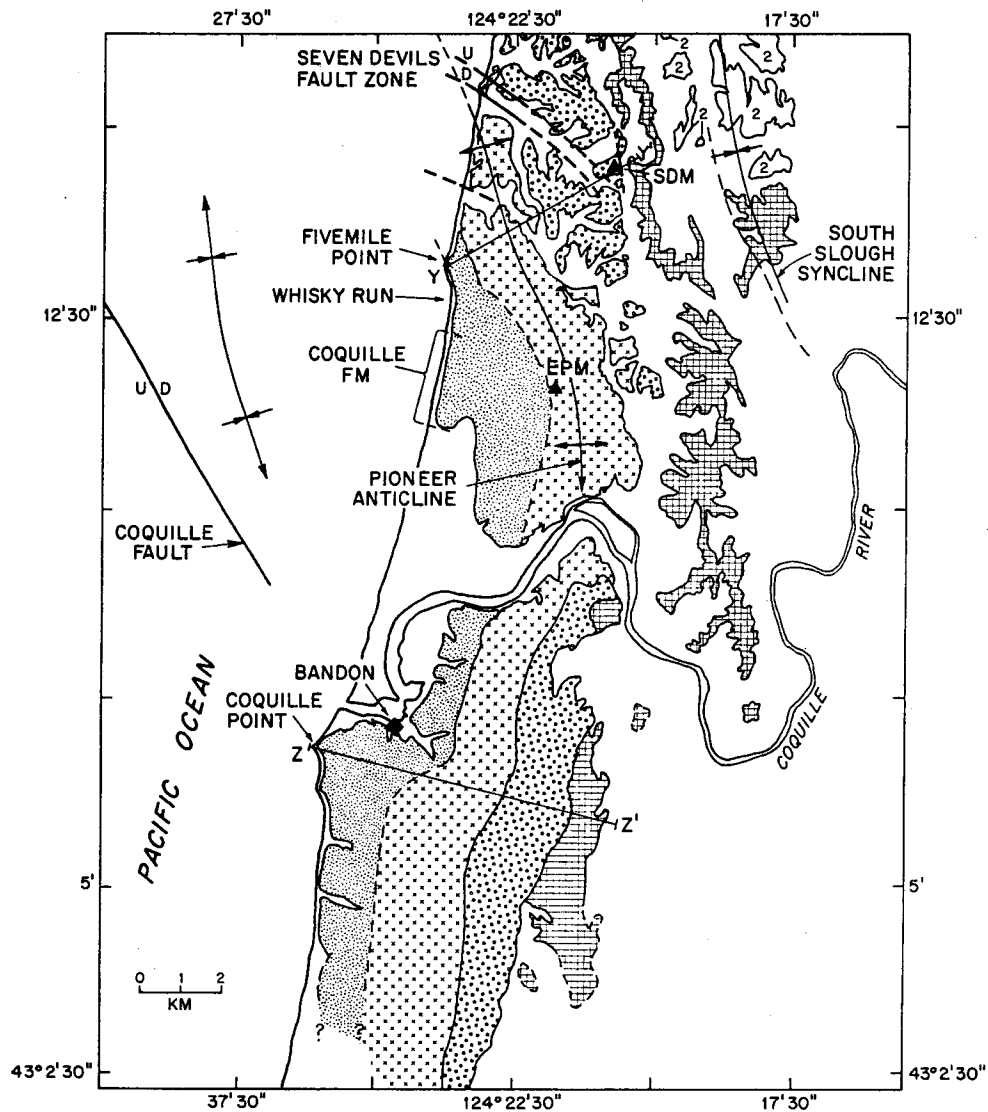 27'30"
124° 22'30"
17'30"
SEVEN DEVILS
FAULT ZONE
U
D
2
2
2
2
2
2
SDM
FIVEMILE
POINT
Y
Y'
SOUTH
SLOUGH
SYNCLINE
WHISKY RUN
12'30"
12'30"
COQUILLE
FM
EPM
U D
PIONEER
ANTICLINE
COQUILLE
FAULT
RIVER
BANDON
COQUILLE
POINT
Z
COQUILLE
PACIFIC OCEAN
Z'
5'
5'
0 1 2
KM
? ?
43°2'30"
43°2'30"
37'30"
124°22'30"
17'30"